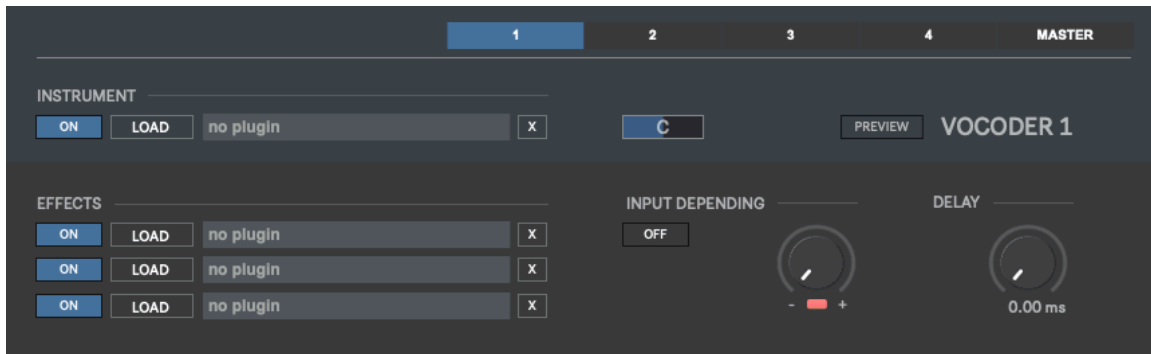 1 2 3 4 MASTER
INSTRUMENT
ON LOAD no plugin X C PREVIEW VOCODER 1
EFFECTS INPUT DEPENDING DELAY
ON LOAD no plugin X OFF
ON LOAD no plugin X
ON LOAD no plugin X - + 0.00 ms